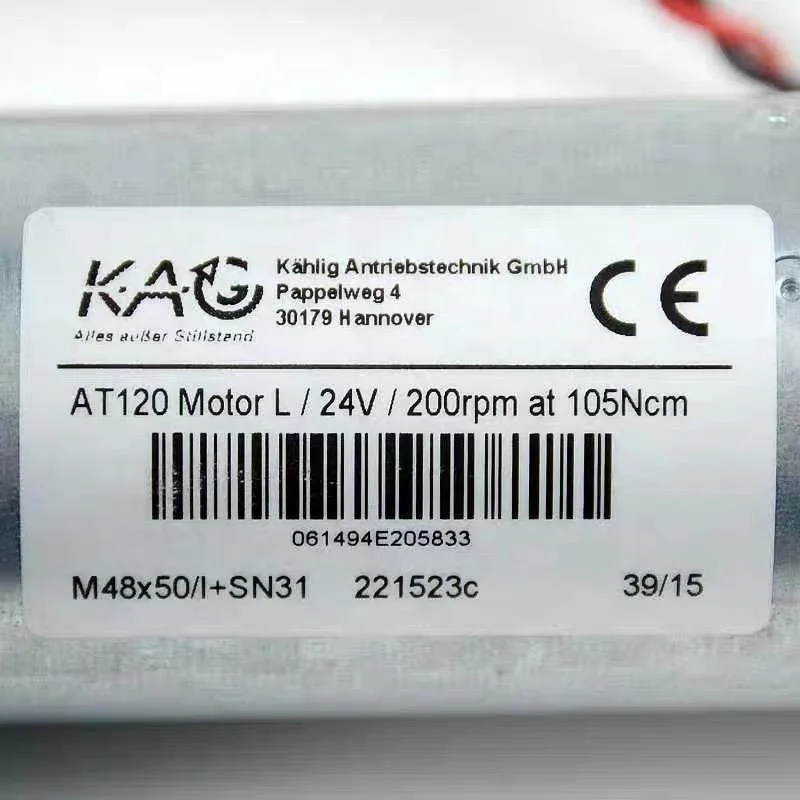 KAG
Alles außer Stillstand
Kählig Antriebstechnik GmbH
Pappelweg 4
30179 Hannover
CE
AT120 Motor L / 24V / 200rpm at 105Ncm
061494E205833
M48x50/I+SN31 221523c 39/15